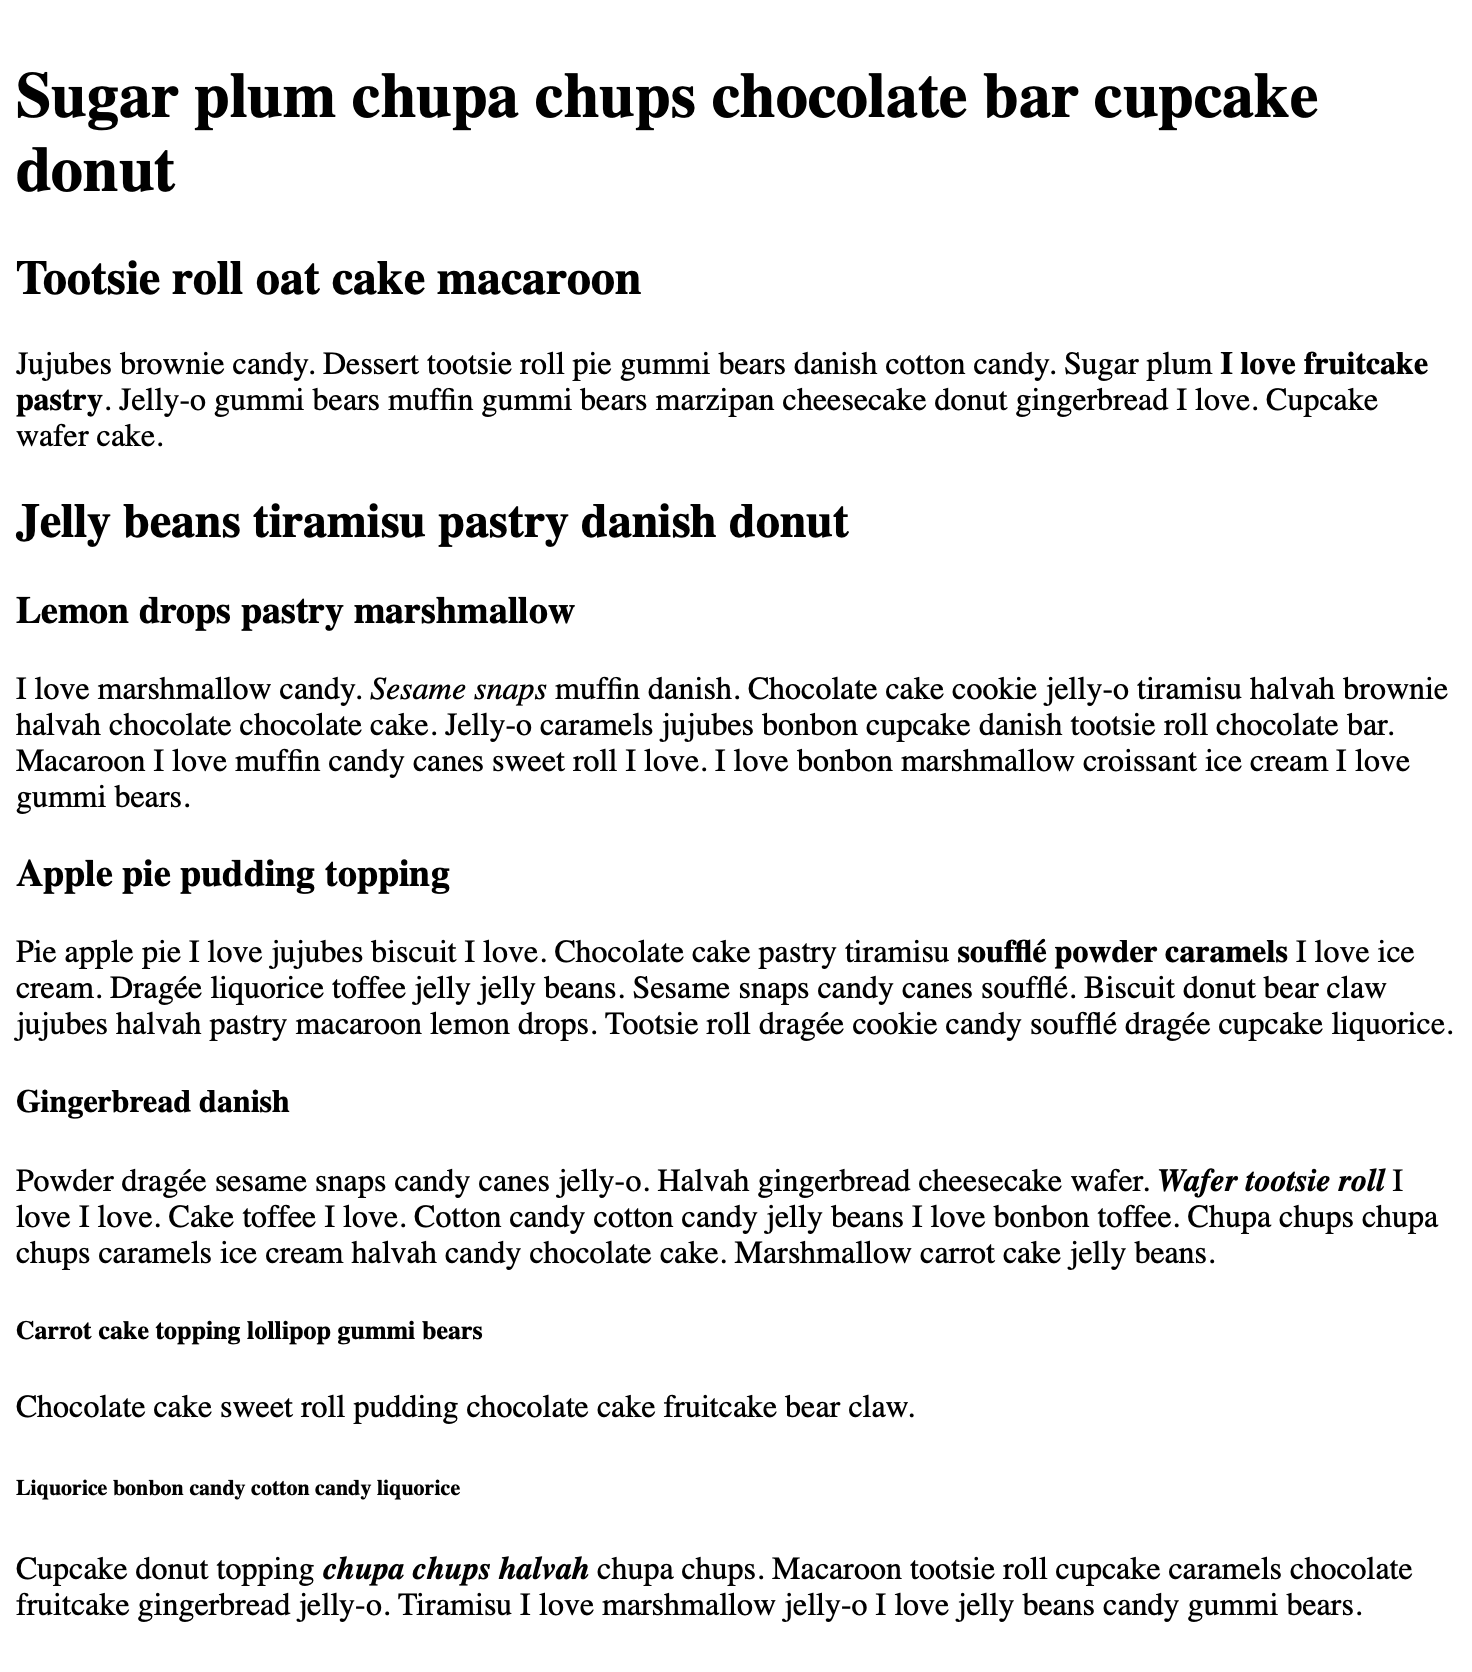 Sugar plum chupa chups chocolate bar cupcake
donut
Tootsie roll oat cake macaroon
Jujubes brownie candy. Dessert tootsie roll pie gummi bears danish cotton candy. Sugar plum I love fruitcake
pastry. Jelly-o gummi bears muffin gummi bears marzipan cheesecake donut gingerbread I love. Cupcake
wafer cake.
Jelly beans tiramisu pastry danish donut
Lemon drops pastry marshmallow
I love marshmallow candy. Sesame snaps muffin danish. Chocolate cake cookie jelly-o tiramisu halvah brownie
halvah chocolate chocolate cake. Jelly-o caramels jujubes bonbon cupcake danish tootsie roll chocolate bar.
Macaroon I love muffin candy canes sweet roll I love. I love bonbon marshmallow croissant ice cream I love
gummi bears.
Apple pie pudding topping
Pie apple pie I love jujubes biscuit I love. Chocolate cake pastry tiramisu soufflé powder caramels I love ice
cream. Dragée liquorice toffee jelly jelly beans. Sesame snaps candy canes soufflé. Biscuit donut bear claw
jujubes halvah pastry macaroon lemon drops. Tootsie roll dragée cookie candy soufflé dragée cupcake liquorice.
Gingerbread danish
Powder dragée sesame snaps candy canes jelly-o. Halvah gingerbread cheesecake wafer. Wafer tootsie roll I
love I love. Cake toffee I love. Cotton candy cotton candy jelly beans I love bonbon toffee. Chupa chups chupa
chups caramels ice cream halvah candy chocolate cake. Marshmallow carrot cake jelly beans.
Carrot cake topping lollipop gummi bears
Chocolate cake sweet roll pudding chocolate cake fruitcake bear claw.
Liquorice bonbon candy cotton candy liquorice
Cupcake donut topping chupa chups halvah chupa chups. Macaroon tootsie roll cupcake caramels chocolate
fruitcake gingerbread jelly-o. Tiramisu I love marshmallow jelly-o I love jelly beans candy gummi bears.